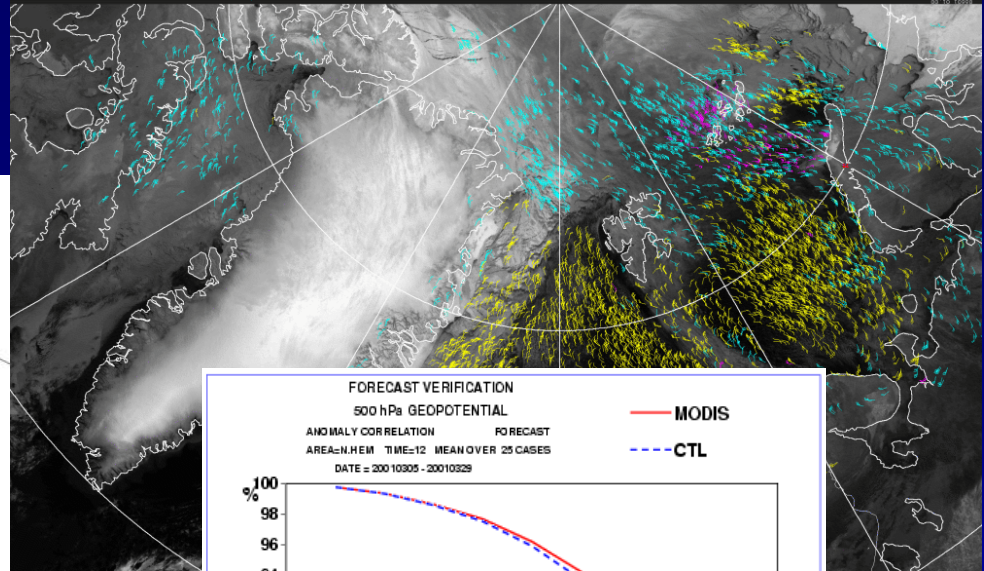 FORECAST VERIFICATION
500 hPa GEOPOTENTIAL
ANOMALY CORRELATION FORECAST
AREA=N.HEM TIME=12 MEAN OVER 25 CASES
DATE = 20010305 - 20010329
MODIS
CTL
%
100
98
96